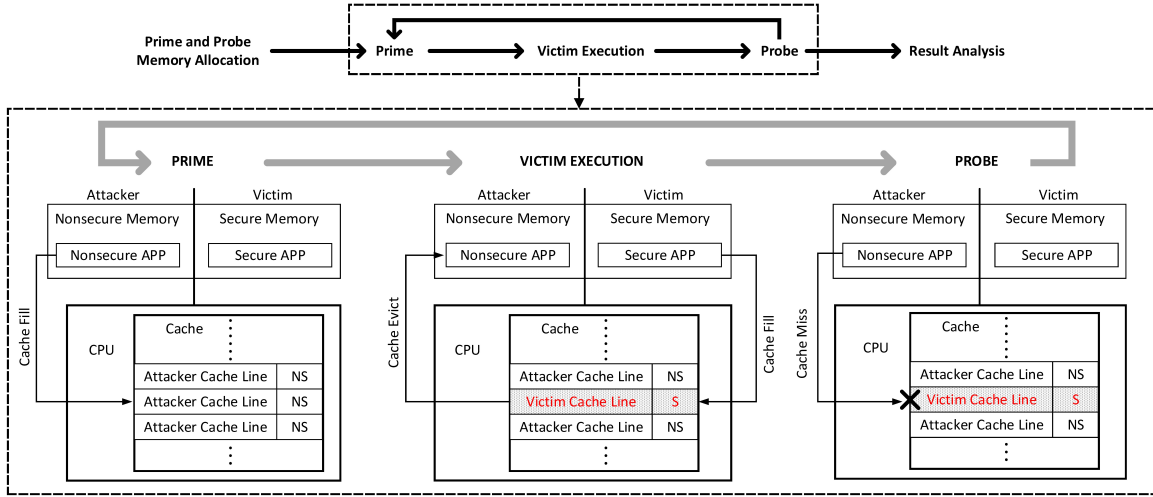 Prime and Probe
Memory Allocation
Prime
Victim Execution
Probe
Result Analysis
PRIME
VICTIM EXECUTION
PROBE
Attacker
Victim
Nonsecure Memory
Secure Memory
Nonsecure APP
Secure APP
Cache Fill
CPU
Cache
Attacker Cache Line
NS
Attacker Cache Line
NS
Attacker Cache Line
NS
Attacker
Victim
Nonsecure Memory
Secure Memory
Nonsecure APP
Secure APP
Cache Evict
Cache Fill
CPU
Cache
Attacker Cache Line
NS
Victim Cache Line
S
Attacker Cache Line
NS
Attacker
Victim
Nonsecure Memory
Secure Memory
Nonsecure APP
Secure APP
Cache Miss
CPU
Cache
Attacker Cache Line
NS
Victim Cache Line
S
Attacker Cache Line
NS